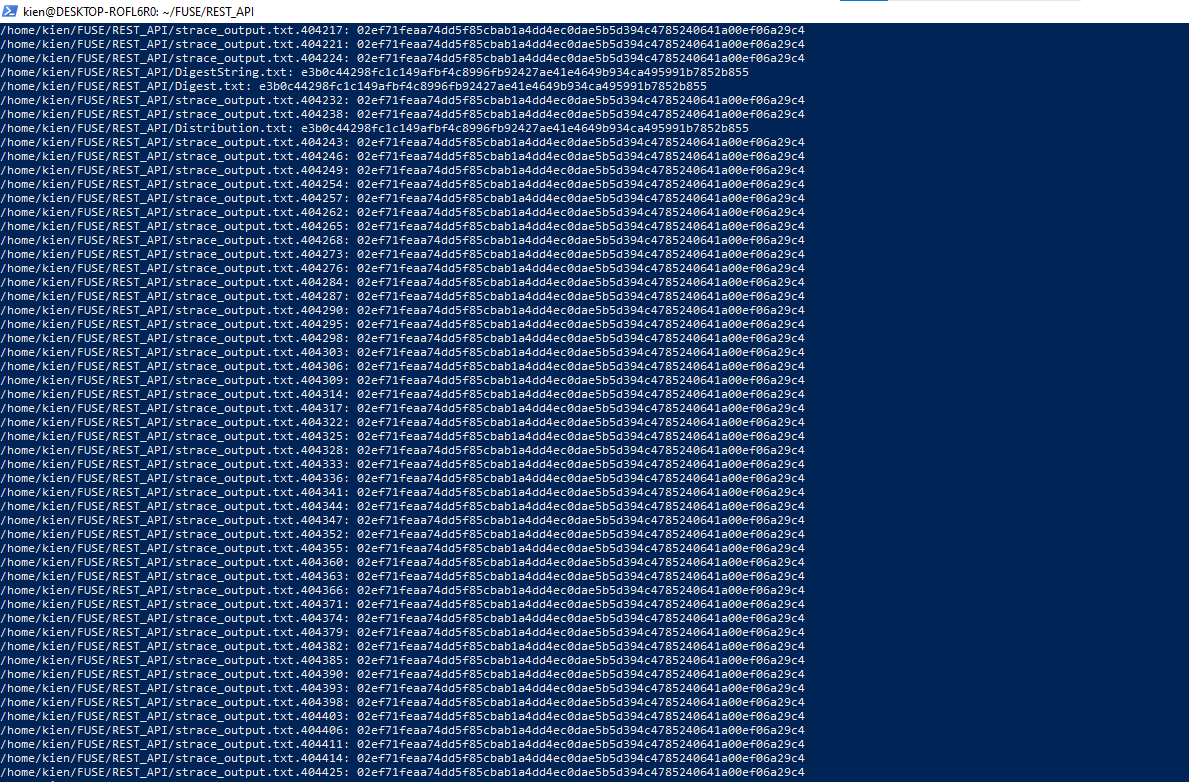 kien@DESKTOP-ROFL6R0: ~/FUSE/REST_API
/home/kien/FUSE/REST_API/strace_output.txt.404217: 02ef71feaa74dd5f85cbab1a4dd4ec0dae5b5d394c4785240641a00ef06a29c4
/home/kien/FUSE/REST_API/strace_output.txt.404221: 02ef71feaa74dd5f85cbab1a4dd4ec0dae5b5d394c4785240641a00ef06a29c4
/home/kien/FUSE/REST_API/strace_output.txt.404224: 02ef71feaa74dd5f85cbab1a4dd4ec0dae5b5d394c4785240641a00ef06a29c4
/home/kien/FUSE/REST_API/DigestString.txt: e3b0c44298fc1c149afbf4c8996fb92427ae41e4649b934ca495991b7852b855
/home/kien/FUSE/REST_API/Digest.txt: e3b0c44298fc1c149afbf4c8996fb92427ae41e4649b934ca495991b7852b855
/home/kien/FUSE/REST_API/strace_output.txt.404232: 02ef71feaa74dd5f85cbab1a4dd4ec0dae5b5d394c4785240641a00ef06a29c4
/home/kien/FUSE/REST_API/strace_output.txt.404238: 02ef71feaa74dd5f85cbab1a4dd4ec0dae5b5d394c4785240641a00ef06a29c4
/home/kien/FUSE/REST_API/Distribution.txt: e3b0c44298fc1c149afbf4c8996fb92427ae41e4649b934ca495991b7852b855
/home/kien/FUSE/REST_API/strace_output.txt.404243: 02ef71feaa74dd5f85cbab1a4dd4ec0dae5b5d394c4785240641a00ef06a29c4
/home/kien/FUSE/REST_API/strace_output.txt.404246: 02ef71feaa74dd5f85cbab1a4dd4ec0dae5b5d394c4785240641a00ef06a29c4
/home/kien/FUSE/REST_API/strace_output.txt.404249: 02ef71feaa74dd5f85cbab1a4dd4ec0dae5b5d394c4785240641a00ef06a29c4
/home/kien/FUSE/REST_API/strace_output.txt.404254: 02ef71feaa74dd5f85cbab1a4dd4ec0dae5b5d394c4785240641a00ef06a29c4
/home/kien/FUSE/REST_API/strace_output.txt.404257: 02ef71feaa74dd5f85cbab1a4dd4ec0dae5b5d394c4785240641a00ef06a29c4
/home/kien/FUSE/REST_API/strace_output.txt.404262: 02ef71feaa74dd5f85cbab1a4dd4ec0dae5b5d394c4785240641a00ef06a29c4
/home/kien/FUSE/REST_API/strace_output.txt.404265: 02ef71feaa74dd5f85cbab1a4dd4ec0dae5b5d394c4785240641a00ef06a29c4
/home/kien/FUSE/REST_API/strace_output.txt.404268: 02ef71feaa74dd5f85cbab1a4dd4ec0dae5b5d394c4785240641a00ef06a29c4
/home/kien/FUSE/REST_API/strace_output.txt.404273: 02ef71feaa74dd5f85cbab1a4dd4ec0dae5b5d394c4785240641a00ef06a29c4
/home/kien/FUSE/REST_API/strace_output.txt.404276: 02ef71feaa74dd5f85cbab1a4dd4ec0dae5b5d394c4785240641a00ef06a29c4
/home/kien/FUSE/REST_API/strace_output.txt.404284: 02ef71feaa74dd5f85cbab1a4dd4ec0dae5b5d394c4785240641a00ef06a29c4
/home/kien/FUSE/REST_API/strace_output.txt.404287: 02ef71feaa74dd5f85cbab1a4dd4ec0dae5b5d394c4785240641a00ef06a29c4
/home/kien/FUSE/REST_API/strace_output.txt.404290: 02ef71feaa74dd5f85cbab1a4dd4ec0dae5b5d394c4785240641a00ef06a29c4
/home/kien/FUSE/REST_API/strace_output.txt.404295: 02ef71feaa74dd5f85cbab1a4dd4ec0dae5b5d394c4785240641a00ef06a29c4
/home/kien/FUSE/REST_API/strace_output.txt.404298: 02ef71feaa74dd5f85cbab1a4dd4ec0dae5b5d394c4785240641a00ef06a29c4
/home/kien/FUSE/REST_API/strace_output.txt.404303: 02ef71feaa74dd5f85cbab1a4dd4ec0dae5b5d394c4785240641a00ef06a29c4
/home/kien/FUSE/REST_API/strace_output.txt.404306: 02ef71feaa74dd5f85cbab1a4dd4ec0dae5b5d394c4785240641a00ef06a29c4
/home/kien/FUSE/REST_API/strace_output.txt.404309: 02ef71feaa74dd5f85cbab1a4dd4ec0dae5b5d394c4785240641a00ef06a29c4
/home/kien/FUSE/REST_API/strace_output.txt.404314: 02ef71feaa74dd5f85cbab1a4dd4ec0dae5b5d394c4785240641a00ef06a29c4
/home/kien/FUSE/REST_API/strace_output.txt.404317: 02ef71feaa74dd5f85cbab1a4dd4ec0dae5b5d394c4785240641a00ef06a29c4
/home/kien/FUSE/REST_API/strace_output.txt.404322: 02ef71feaa74dd5f85cbab1a4dd4ec0dae5b5d394c4785240641a00ef06a29c4
/home/kien/FUSE/REST_API/strace_output.txt.404325: 02ef71feaa74dd5f85cbab1a4dd4ec0dae5b5d394c4785240641a00ef06a29c4
/home/kien/FUSE/REST_API/strace_output.txt.404328: 02ef71feaa74dd5f85cbab1a4dd4ec0dae5b5d394c4785240641a00ef06a29c4
/home/kien/FUSE/REST_API/strace_output.txt.404333: 02ef71feaa74dd5f85cbab1a4dd4ec0dae5b5d394c4785240641a00ef06a29c4
/home/kien/FUSE/REST_API/strace_output.txt.404336: 02ef71feaa74dd5f85cbab1a4dd4ec0dae5b5d394c4785240641a00ef06a29c4
/home/kien/FUSE/REST_API/strace_output.txt.404341: 02ef71feaa74dd5f85cbab1a4dd4ec0dae5b5d394c4785240641a00ef06a29c4
/home/kien/FUSE/REST_API/strace_output.txt.404344: 02ef71feaa74dd5f85cbab1a4dd4ec0dae5b5d394c4785240641a00ef06a29c4
/home/kien/FUSE/REST_API/strace_output.txt.404347: 02ef71feaa74dd5f85cbab1a4dd4ec0dae5b5d394c4785240641a00ef06a29c4
/home/kien/FUSE/REST_API/strace_output.txt.404352: 02ef71feaa74dd5f85cbab1a4dd4ec0dae5b5d394c4785240641a00ef06a29c4
/home/kien/FUSE/REST_API/strace_output.txt.404355: 02ef71feaa74dd5f85cbab1a4dd4ec0dae5b5d394c4785240641a00ef06a29c4
/home/kien/FUSE/REST_API/strace_output.txt.404360: 02ef71feaa74dd5f85cbab1a4dd4ec0dae5b5d394c4785240641a00ef06a29c4
/home/kien/FUSE/REST_API/strace_output.txt.404363: 02ef71feaa74dd5f85cbab1a4dd4ec0dae5b5d394c4785240641a00ef06a29c4
/home/kien/FUSE/REST_API/strace_output.txt.404366: 02ef71feaa74dd5f85cbab1a4dd4ec0dae5b5d394c4785240641a00ef06a29c4
/home/kien/FUSE/REST_API/strace_output.txt.404371: 02ef71feaa74dd5f85cbab1a4dd4ec0dae5b5d394c4785240641a00ef06a29c4
/home/kien/FUSE/REST_API/strace_output.txt.404374: 02ef71feaa74dd5f85cbab1a4dd4ec0dae5b5d394c4785240641a00ef06a29c4
/home/kien/FUSE/REST_API/strace_output.txt.404379: 02ef71feaa74dd5f85cbab1a4dd4ec0dae5b5d394c4785240641a00ef06a29c4
/home/kien/FUSE/REST_API/strace_output.txt.404382: 02ef71feaa74dd5f85cbab1a4dd4ec0dae5b5d394c4785240641a00ef06a29c4
/home/kien/FUSE/REST_API/strace_output.txt.404385: 02ef71feaa74dd5f85cbab1a4dd4ec0dae5b5d394c4785240641a00ef06a29c4
/home/kien/FUSE/REST_API/strace_output.txt.404390: 02ef71feaa74dd5f85cbab1a4dd4ec0dae5b5d394c4785240641a00ef06a29c4
/home/kien/FUSE/REST_API/strace_output.txt.404393: 02ef71feaa74dd5f85cbab1a4dd4ec0dae5b5d394c4785240641a00ef06a29c4
/home/kien/FUSE/REST_API/strace_output.txt.404398: 02ef71feaa74dd5f85cbab1a4dd4ec0dae5b5d394c4785240641a00ef06a29c4
/home/kien/FUSE/REST_API/strace_output.txt.404403: 02ef71feaa74dd5f85cbab1a4dd4ec0dae5b5d394c4785240641a00ef06a29c4
/home/kien/FUSE/REST_API/strace_output.txt.404406: 02ef71feaa74dd5f85cbab1a4dd4ec0dae5b5d394c4785240641a00ef06a29c4
/home/kien/FUSE/REST_API/strace_output.txt.404411: 02ef71feaa74dd5f85cbab1a4dd4ec0dae5b5d394c4785240641a00ef06a29c4
/home/kien/FUSE/REST_API/strace_output.txt.404414: 02ef71feaa74dd5f85cbab1a4dd4ec0dae5b5d394c4785240641a00ef06a29c4
/home/kien/FUSE/REST_API/strace_output.txt.404425: 02ef71feaa74dd5f85cbab1a4dd4ec0dae5b5d394c4785240641a00ef06a29c4